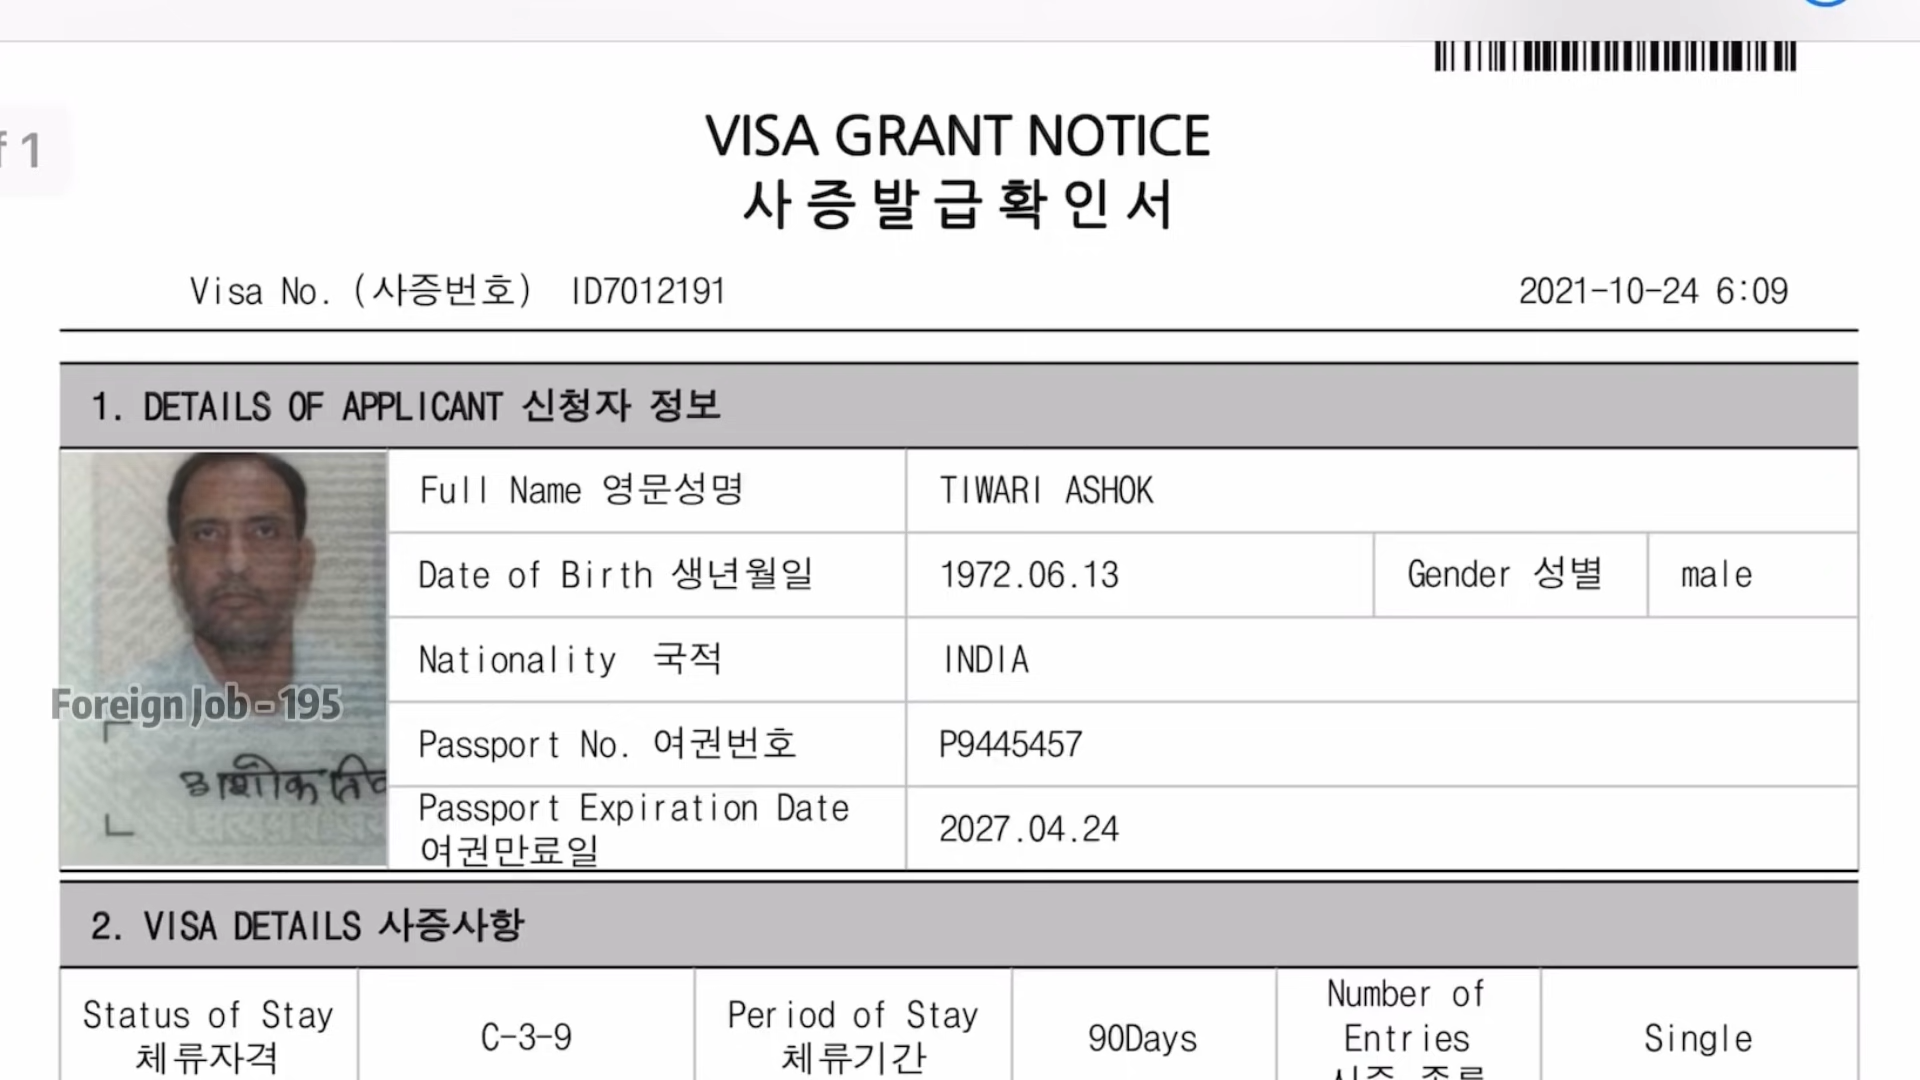 f 1
VISA GRANT NOTICE
사증발급확인서
Visa No. (사증번호) ID7012191
2021-10-24 6:09
1. DETAILS OF APPLICANT 신청자 정보
Full Name 영문성명 TIWARI ASHOK
Date of Birth 생년월일 1972.06.13 Gender 성별 male
Nationality 국적 INDIA
Foreign Job - 195
Passport No. 여권번호 P9445457
अशोक
Passport Expiration Date
여권만료일
2027.04.24
2. VISA DETAILS 사증사항
Status of Stay
체류자격
C-3-9
Period of Stay
체류기간
90Days
Number of
Entries
Single